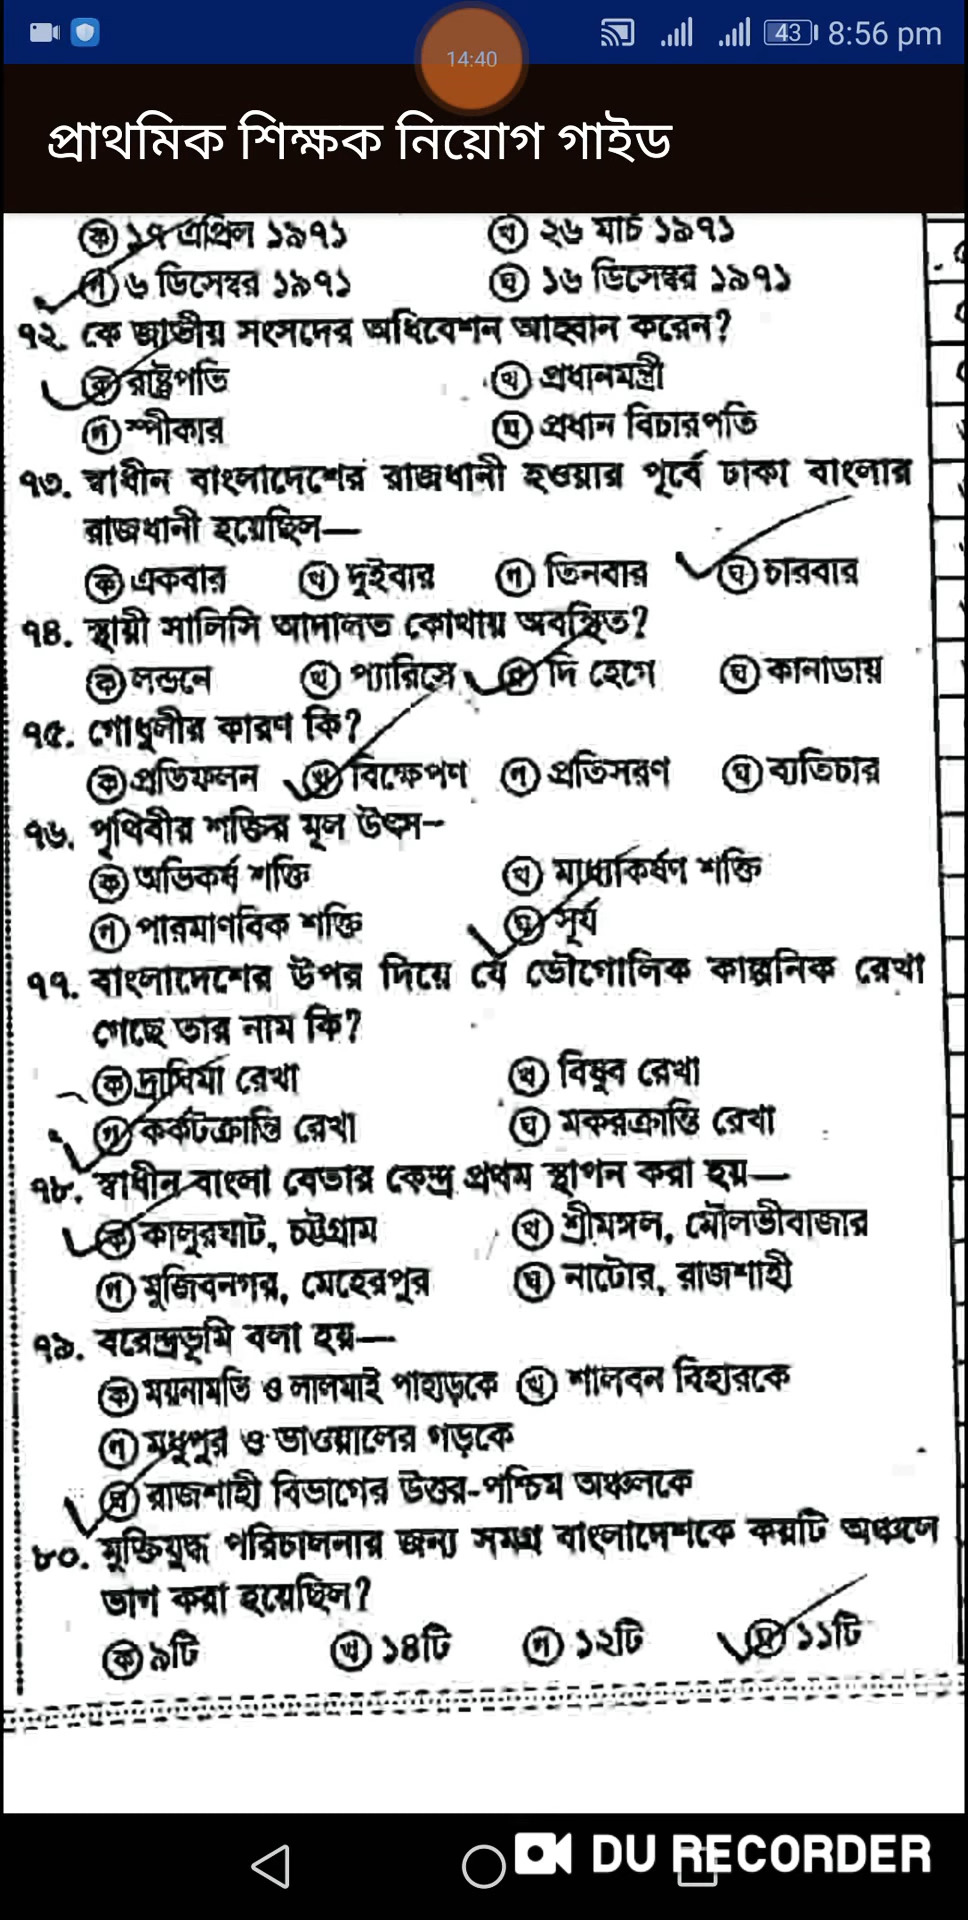 14:40
43 8:56 pm
প্রাথমিক শিক্ষক নিয়োগ গাইড
ক ১৭ এপ্রিল ১৯৭১ খ ২৬ মার্চ ১৯৭১
গ ৬ ডিসেম্বর ১৯৭১ ঘ ১৬ ডিসেম্বর ১৯৭১
৭২. কে জাতীয় সংসদের অধিবেশন আহবান করেন?
ক রাষ্ট্রপতি খ প্রধানমন্ত্রী
গ স্পীকার ঘ প্রধান বিচারপতি
৭৩. স্বাধীন বাংলাদেশের রাজধানী হওয়ার পূর্বে ঢাকা বাংলার
রাজধানী হয়েছিল—
ক একবার খ দুইবার গ তিনবার ঘ চারবার
৭৪. স্থায়ী সালিসি আদালত কোথায় অবস্থিত?
ক লন্ডনে খ প্যারিসে গ দি হেগে ঘ কানাডায়
৭৫. গোধুলীর কারণ কি?
ক প্রতিফলন খ বিক্ষেপণ গ প্রতিসরণ ঘ ব্যতিচার
৭৬. পৃথিবীর শক্তির মূল উৎস-
ক অভিকর্ষ শক্তি খ মাধ্যাকর্ষণ শক্তি
গ পারমাণবিক শক্তি ঘ সূর্য
৭৭. বাংলাদেশের উপর দিয়ে যে ভৌগোলিক কাল্পনিক রেখা
গেছে তার নাম কি?
ক দ্রাঘিমা রেখা খ বিষুব রেখা
গ কর্কটক্রান্তি রেখা ঘ মকরক্রান্তি রেখা
৭৮. স্বাধীন বাংলা বেতার কেন্দ্র প্রথম স্থাপন করা হয়—
ক কালুরঘাট, চট্টগ্রাম খ শ্রীমঙ্গল, মৌলভীবাজার
গ মুজিবনগর, মেহেরপুর ঘ নাটোর, রাজশাহী
৭৯. বরেন্দ্রভূমি বলা হয়—
ক ময়নামতি ও লালমাই পাহাড়কে খ শালবন বিহারকে
গ মধুপুর ও ভাওয়ালের গড়কে
ঘ রাজশাহী বিভাগের উত্তর-পশ্চিম অঞ্চলকে
৮০. মুক্তিযুদ্ধ পরিচালনার জন্য সমগ্র বাংলাদেশকে কয়টি অঞ্চলে
ভাগ করা হয়েছিল?
ক ৯টি খ ১৪টি গ ১২টি ঘ ১১টি
DU RECORDER